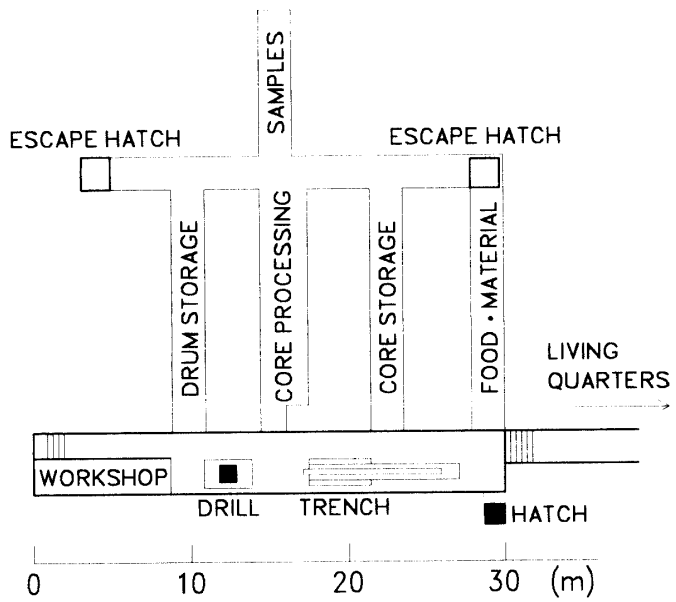 SAMPLES
ESCAPE HATCH
ESCAPE HATCH
DRUM STORAGE
CORE PROCESSING
CORE STORAGE
FOOD • MATERIAL
LIVING
QUARTERS
WORKSHOP
DRILL
TRENCH
HATCH
0
10
20
30
(m)